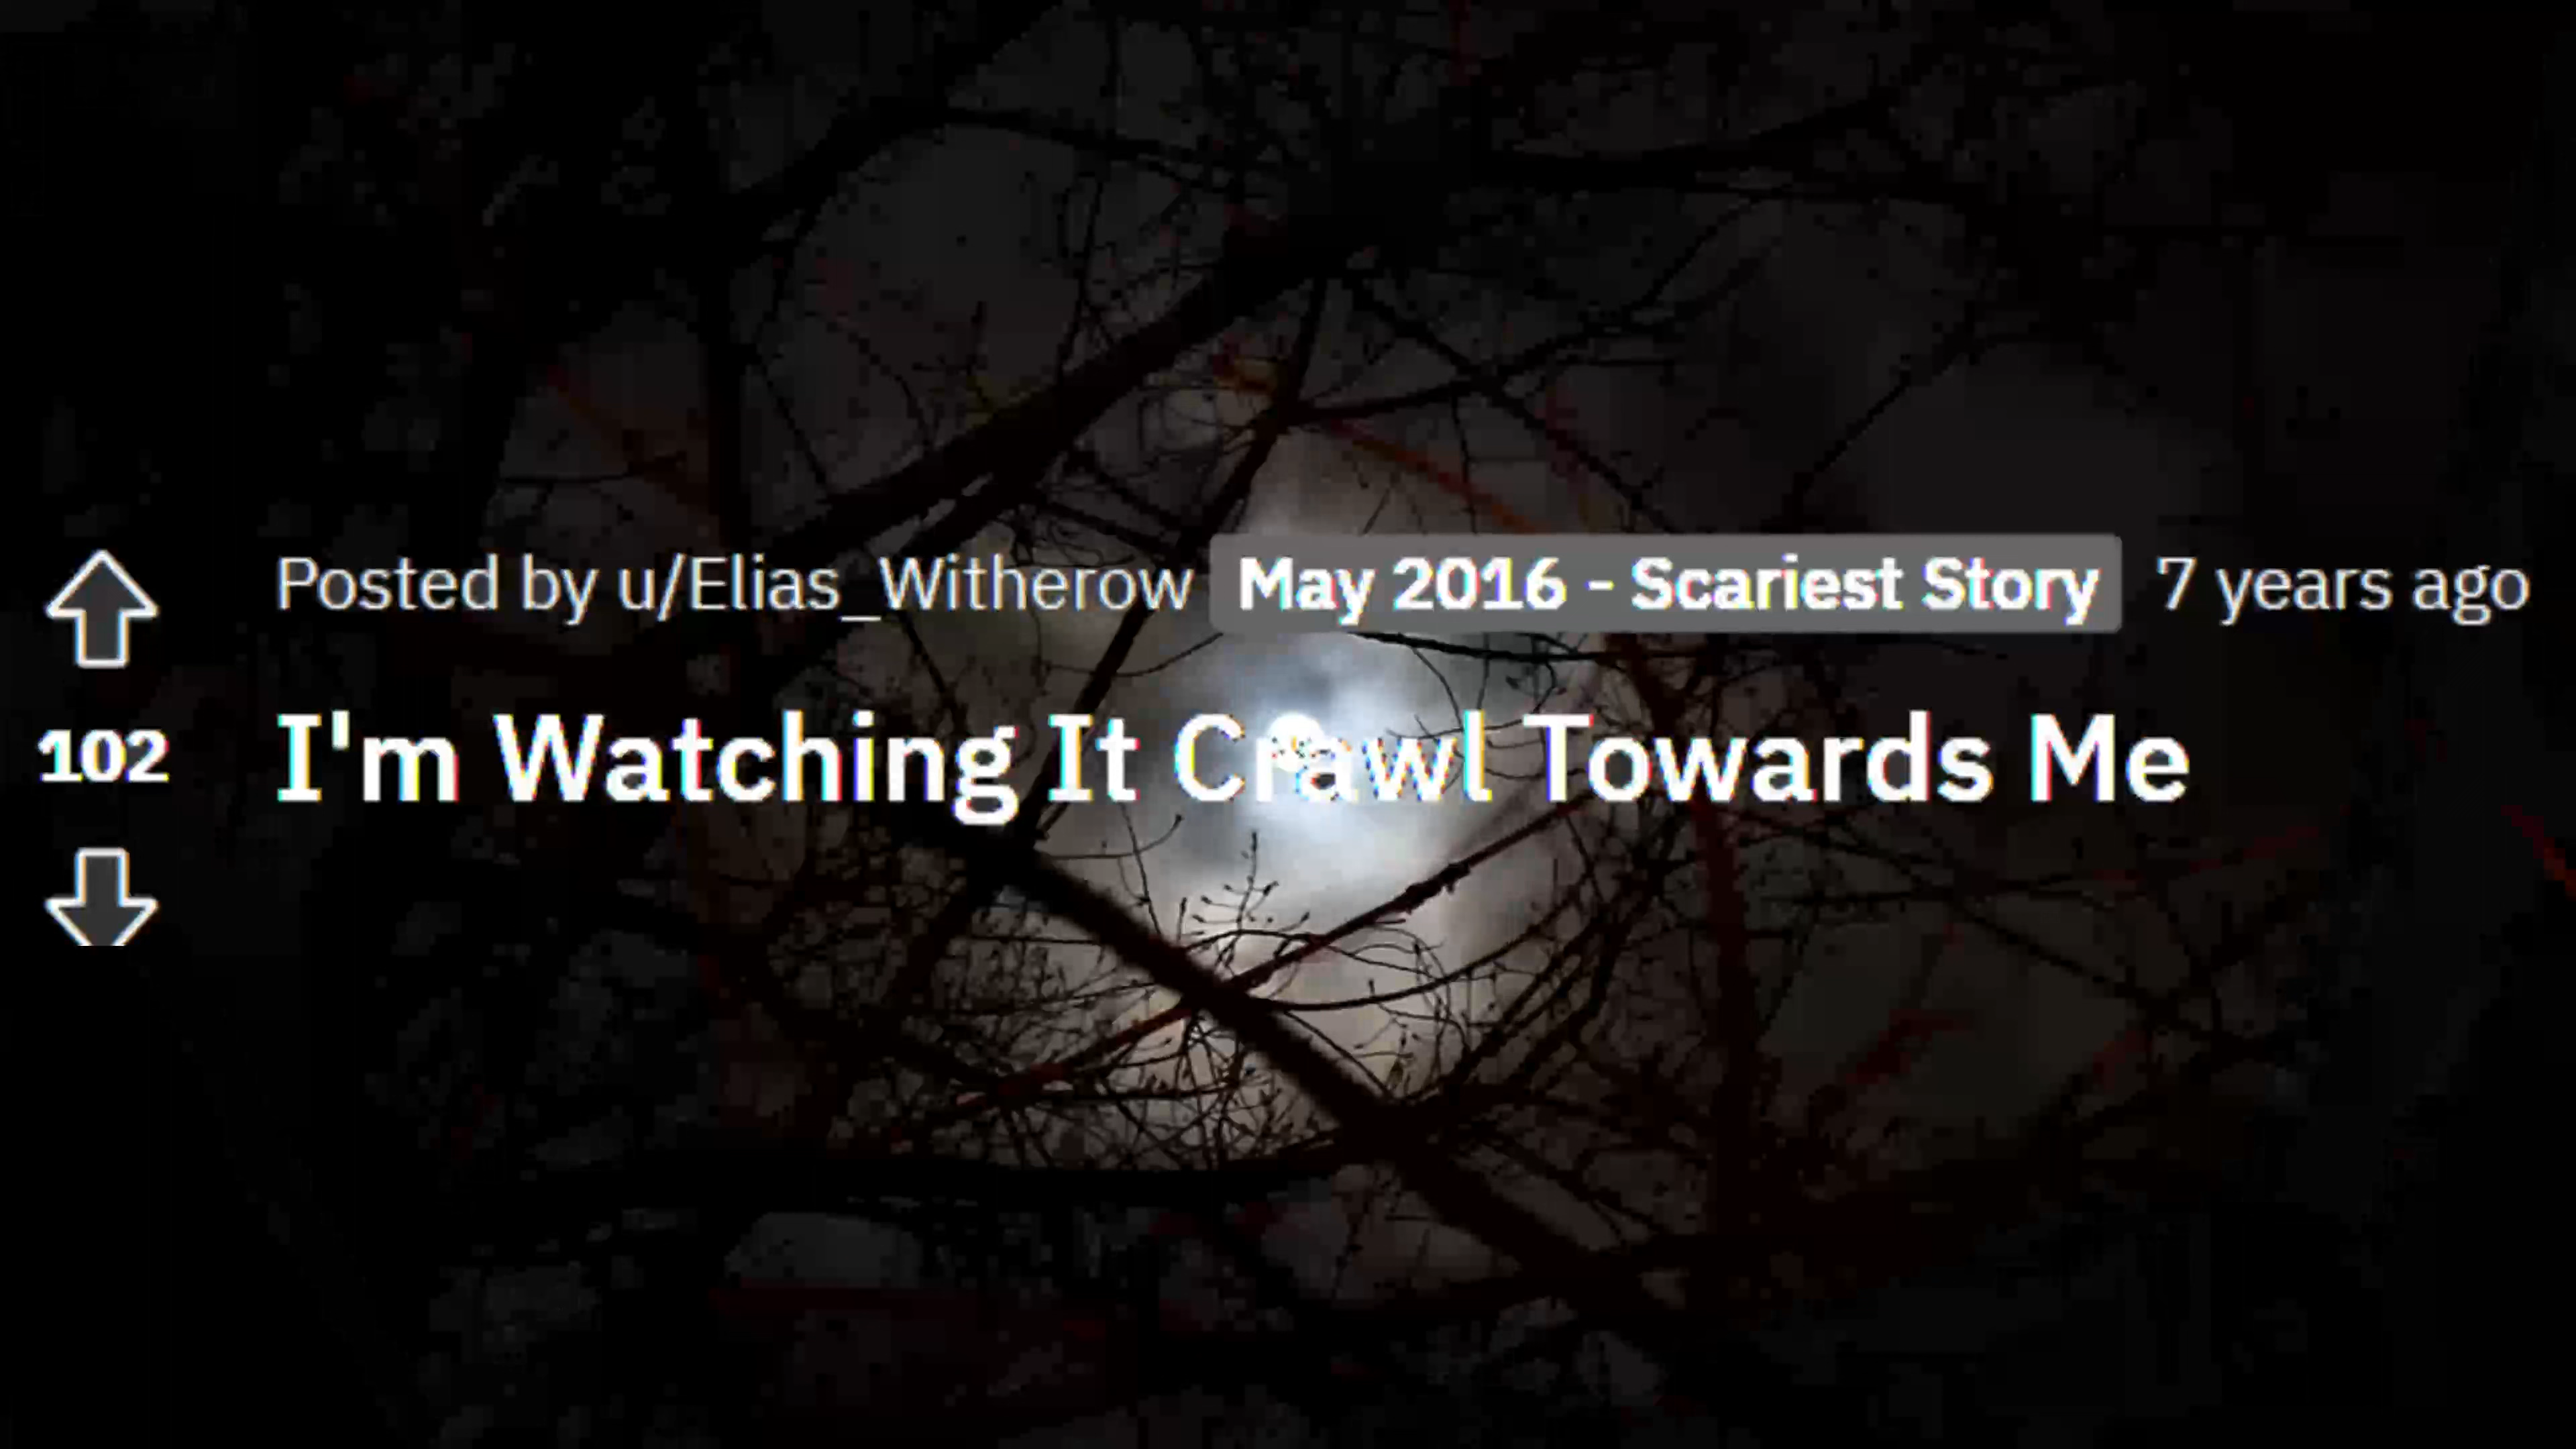 Posted by u/Elias_Witherow May 2016 - Scariest Story 7 years ago
102 I'm Watching It Crawl Towards Me